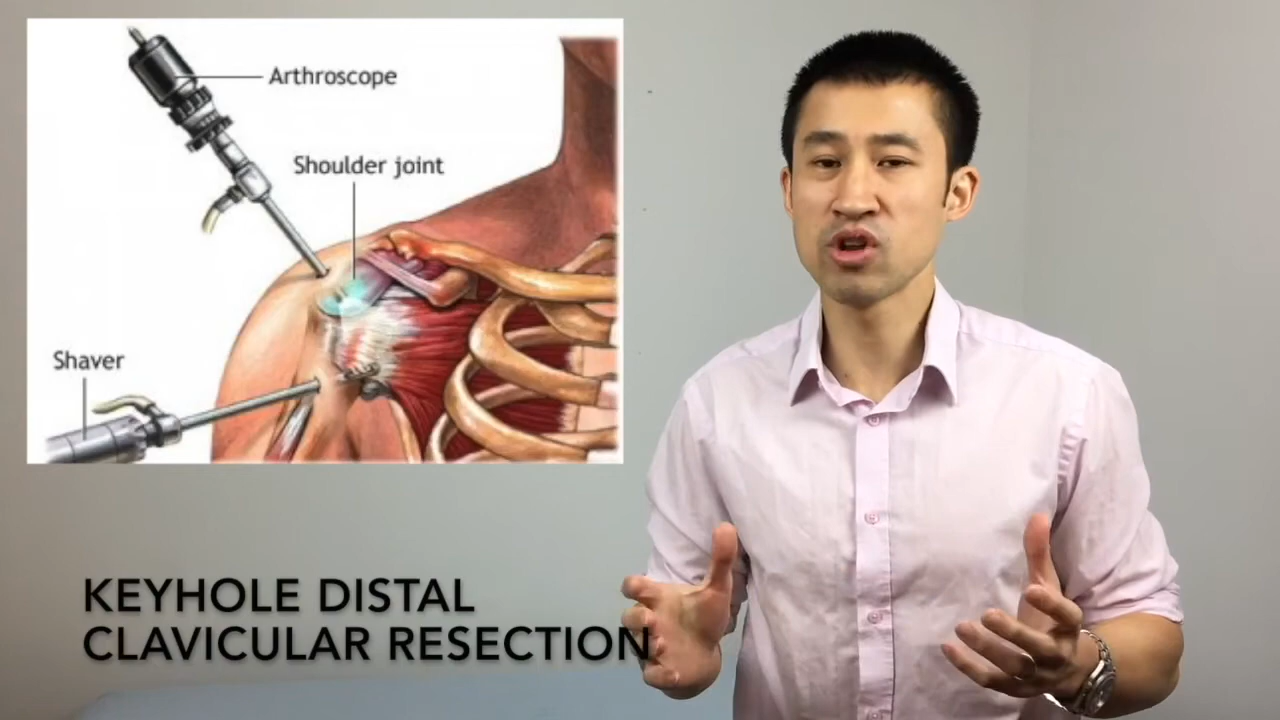 Arthroscope
Shoulder joint
Shaver
KEYHOLE DISTAL
CLAVICULAR RESECTION